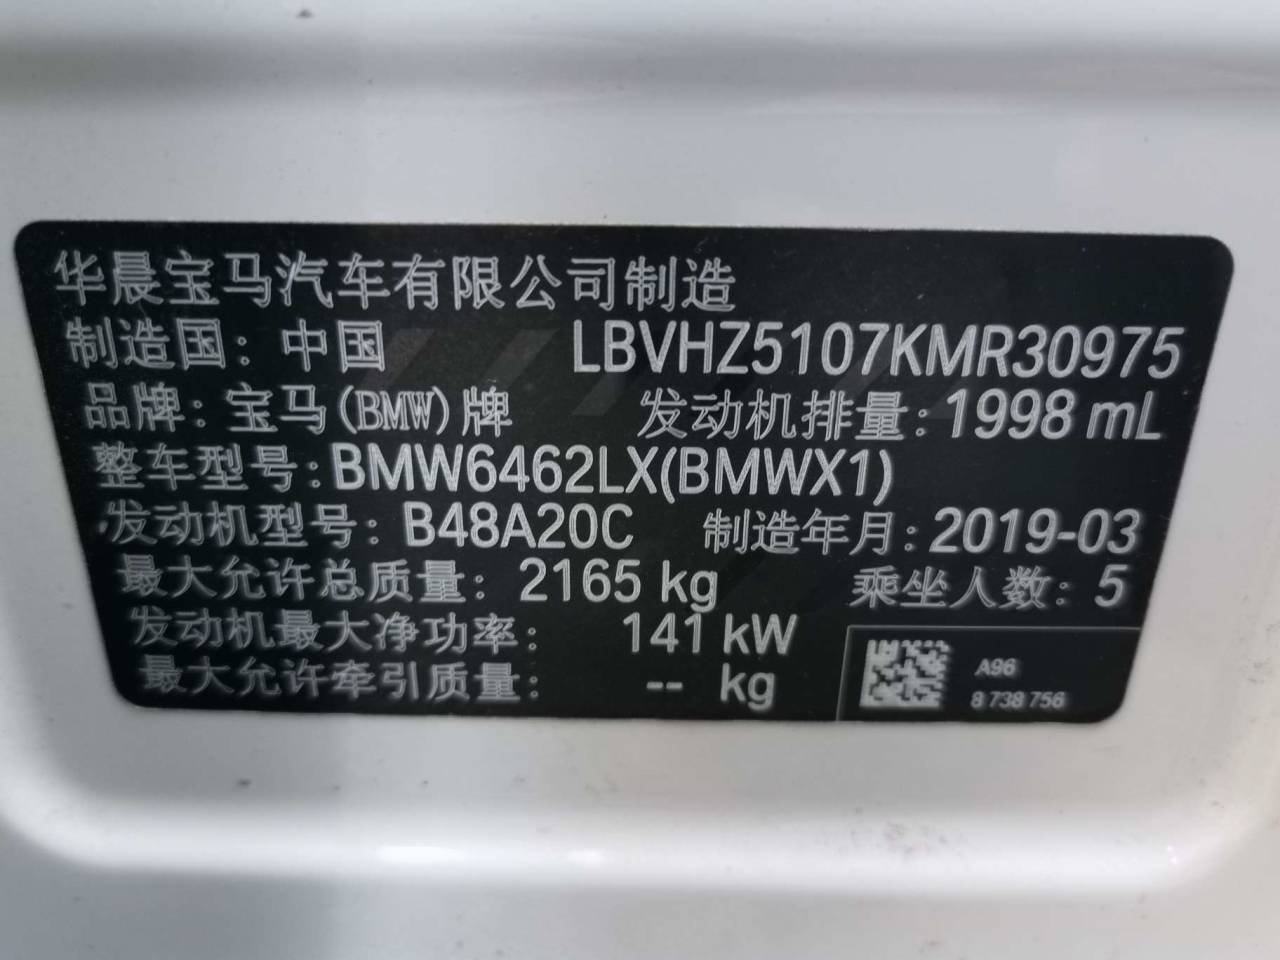 华晨宝马汽车有限公司制造
制造国: 中国 LBVHZ5107KMR30975
品牌: 宝马(BMW)牌 发动机排量: 1998 mL
整车型号: BMW6462LX(BMWX1)
发动机型号: B48A20C 制造年月: 2019-03
最大允许总质量: 2165 kg 乘坐人数: 5
发动机最大净功率: 141 kW
最大允许牵引质量: -- kg
A96
8 738 756